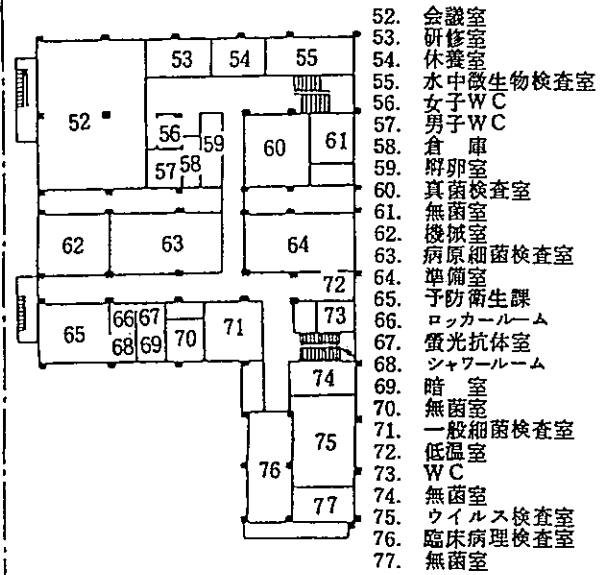 53
54
55
52
56
59
60
61
57
58
62
63
64
72
65
66
67
68
69
70
71
73
74
75
76
77
52. 会議室
53. 研修室
54. 休養室
55. 水中微生物検査室
56. 女子WC
57. 男子WC
58. 倉 庫
59. 孵卵室
60. 真菌検査室
61. 無菌室
62. 機械室
63. 病原細菌検査室
64. 準備室
65. 予防衛生課
66. ロッカールーム
67. 螢光抗体室
68. シャワールーム
69. 暗 室
70. 無菌室
71. 一般細菌検査室
72. 低温室
73. WC
74. 無菌室
75. ウイルス検査室
76. 臨床病理検査室
77. 無菌室